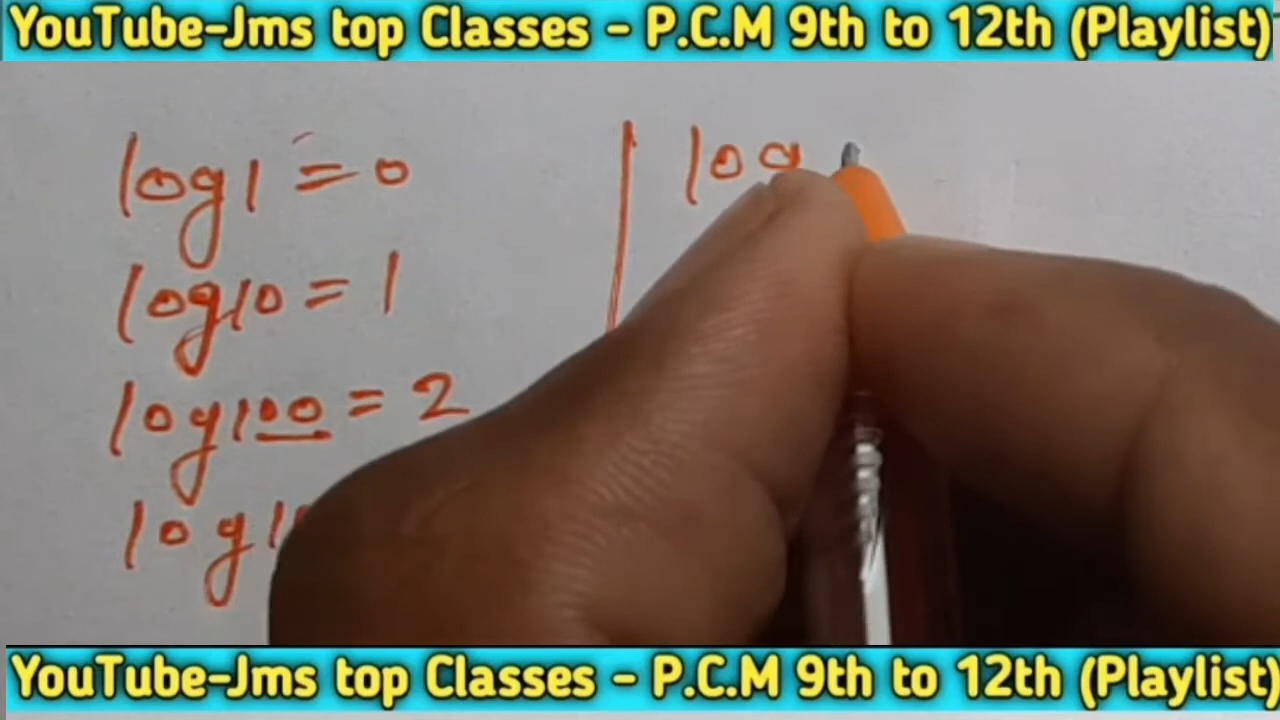 YouTube-Jms top Classes - P.C.M 9th to 12th (Playlist)
log1 = 0
log10 = 1
log100 = 2
log
YouTube-Jms top Classes - P.C.M 9th to 12th (Playlist)